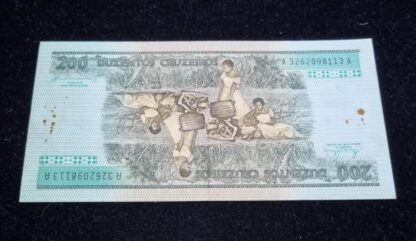 200 DUZENTOS CRUZEIROS A 3262098113 A
A 3262098113 A
200 DUZENTOS CRUZEIROS